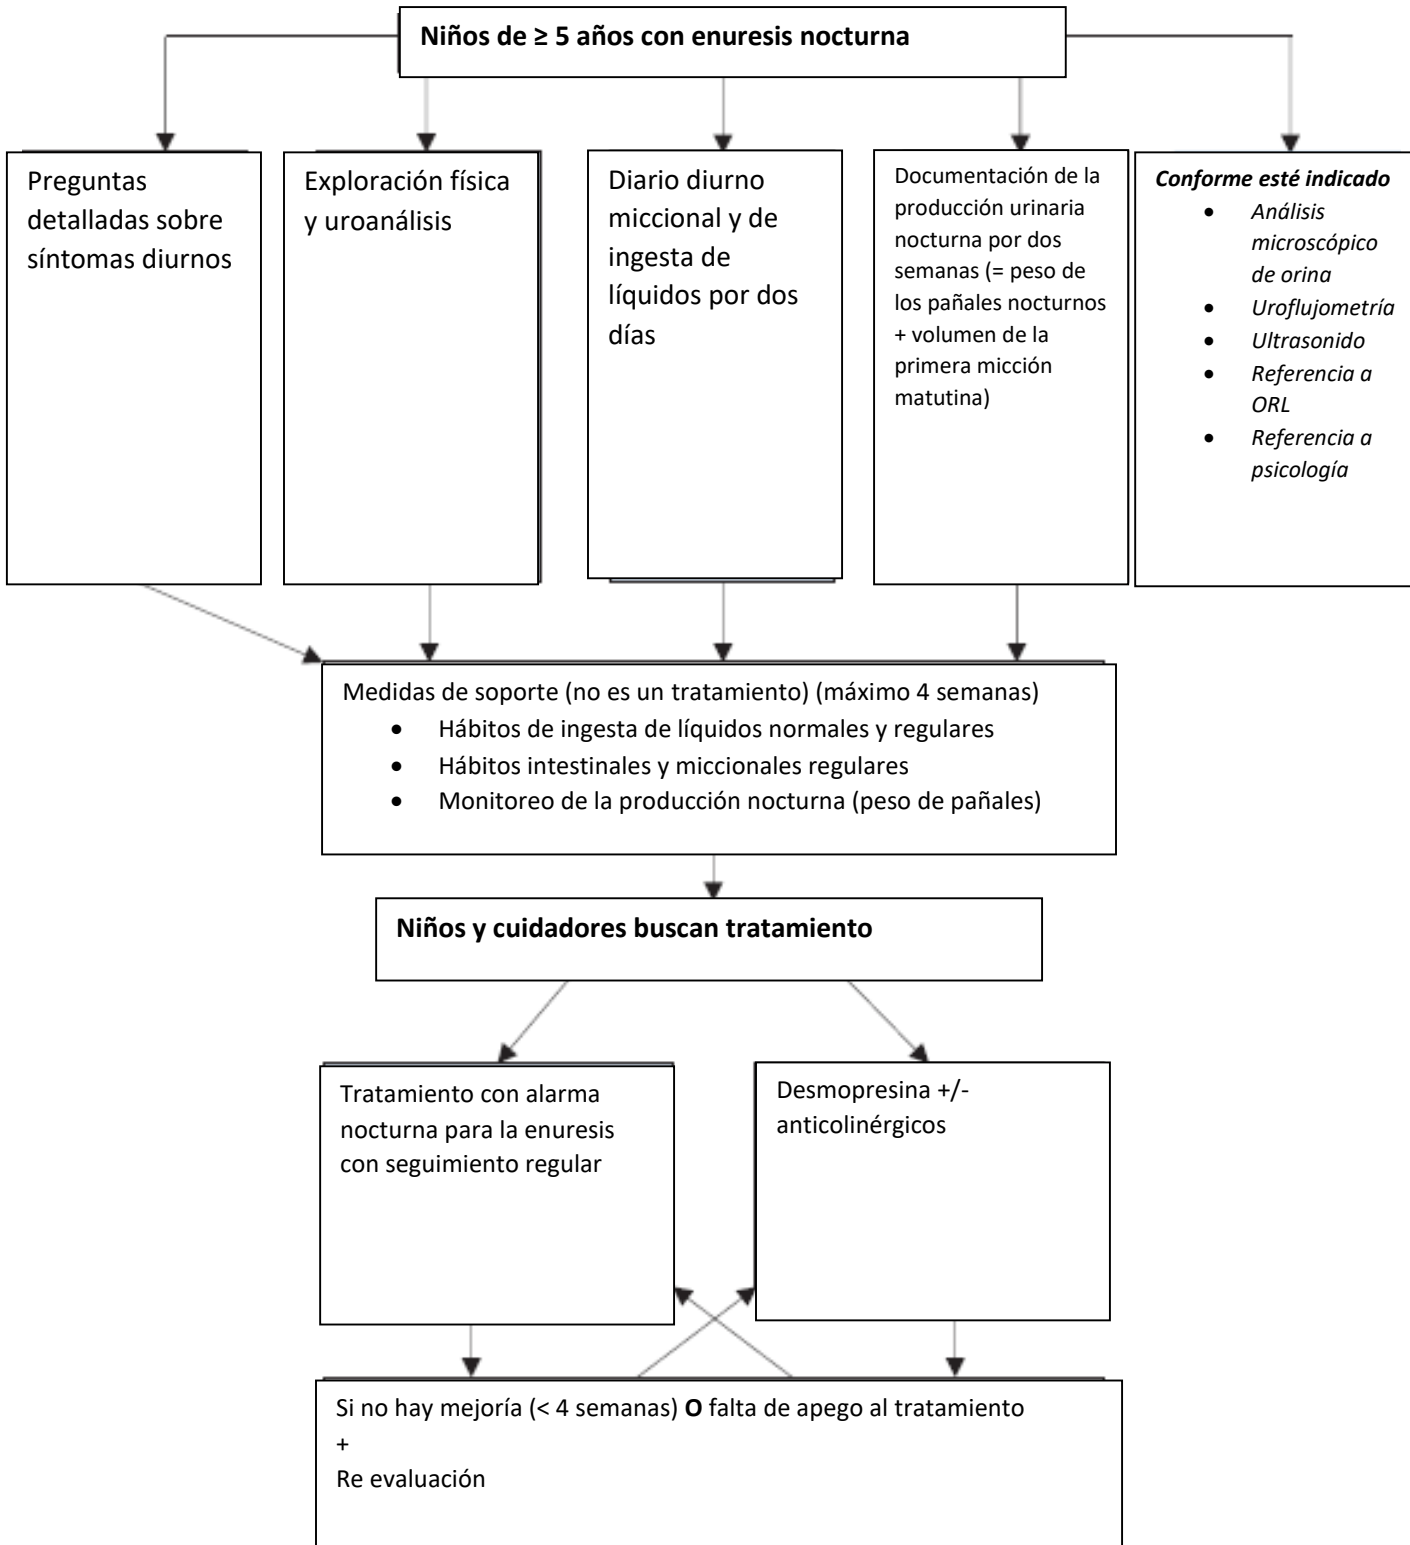 Niños de ≥ 5 años con enuresis nocturna
Preguntas
detalladas sobre
síntomas diurnos
Exploración física
y uroanálisis
Diario diurno
miccional y de
ingesta de
líquidos por dos
días
Documentación de la
producción urinaria
nocturna por dos
semanas (= peso de
los pañales nocturnos
+ volumen de la
primera micción
matutina)
Conforme esté indicado
• Análisis
microscópico
de orina
• Uroflujometría
• Ultrasonido
• Referencia a
ORL
• Referencia a
psicología
Medidas de soporte (no es un tratamiento) (máximo 4 semanas)
• Hábitos de ingesta de líquidos normales y regulares
• Hábitos intestinales y miccionales regulares
• Monitoreo de la producción nocturna (peso de pañales)
Niños y cuidadores buscan tratamiento
Tratamiento con alarma
nocturna para la enuresis
con seguimiento regular
Desmopresina +/-
anticolinérgicos
Si no hay mejoría (< 4 semanas) O falta de apego al tratamiento
+
Re evaluación